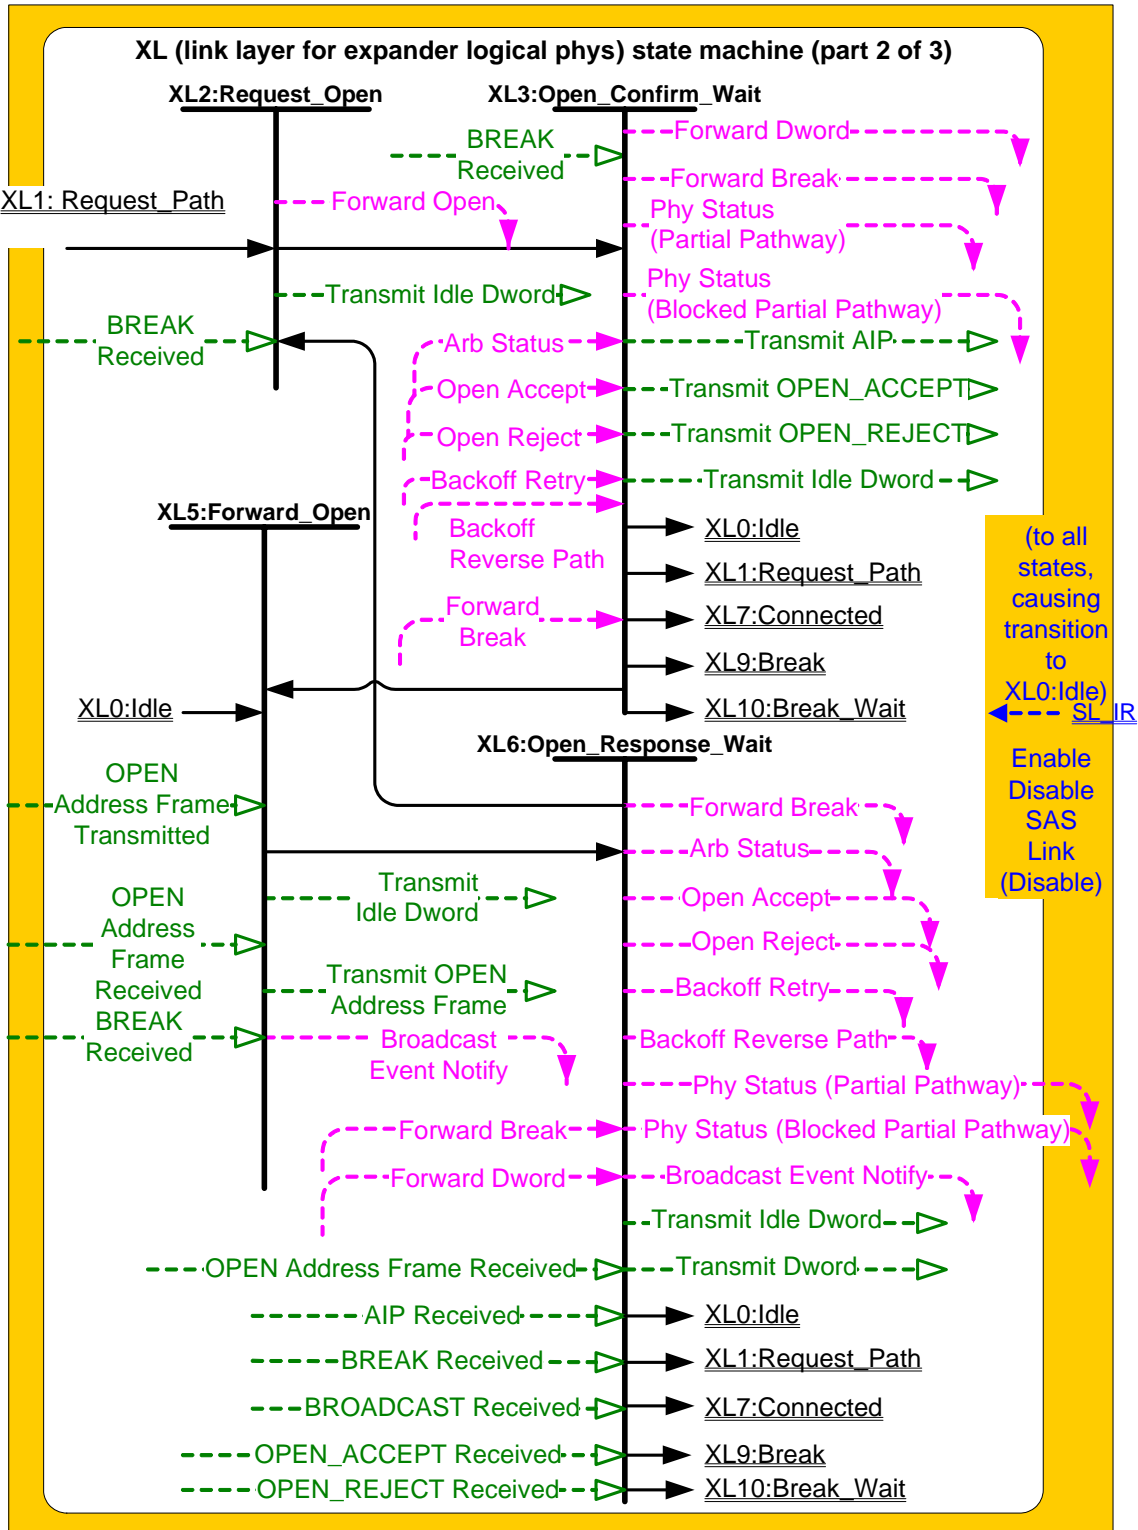 XL (link layer for expander logical phys) state machine (part 2 of 3)
XL2:Request_Open
XL3:Open_Confirm_Wait
Forward Dword
BREAK
Received
Forward Break
XL1: Request_Path
Forward Open
Phy Status
(Partial Pathway)
Phy Status
(Blocked Partial Pathway)
Transmit Idle Dword
BREAK
Received
Arb Status
Transmit AIP
Open Accept
Transmit OPEN_ACCEPT
Open Reject
Transmit OPEN_REJECT
Backoff Retry
Transmit Idle Dword
XL5:Forward_Open
Backoff
Reverse Path
XL0:Idle
XL1:Request_Path
Forward
Break
XL7:Connected
XL9:Break
XL0:Idle
XL10:Break_Wait
(to all
states,
causing
transition
to
XL0:Idle)
SL_IR
Enable
Disable
SAS
Link
(Disable)
XL6:Open_Response_Wait
OPEN
Address Frame
Transmitted
Forward Break
Arb Status
Transmit
Idle Dword
Open Accept
OPEN
Address
Frame
Received
Open Reject
Transmit OPEN
Address Frame
Backoff Retry
BREAK
Received
Broadcast
Event Notify
Backoff Reverse Path
Phy Status (Partial Pathway)
Forward Break
Phy Status (Blocked Partial Pathway)
Forward Dword
Broadcast Event Notify
Transmit Idle Dword
OPEN Address Frame Received
Transmit Dword
AIP Received
XL0:Idle
BREAK Received
XL1:Request_Path
BROADCAST Received
XL7:Connected
OPEN_ACCEPT Received
XL9:Break
OPEN_REJECT Received
XL10:Break_Wait